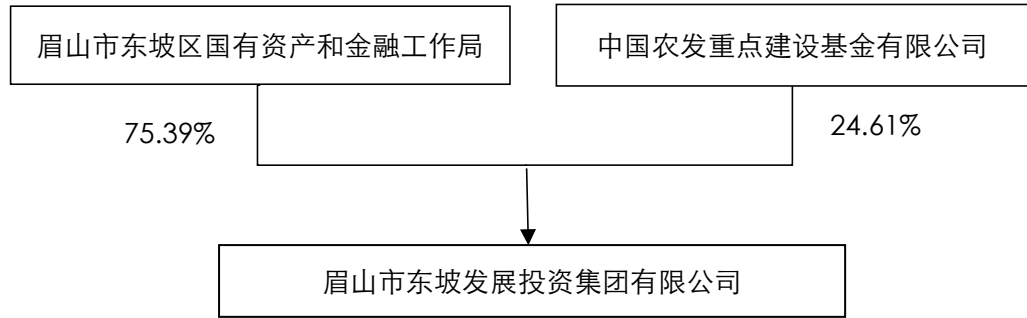 眉山市东坡区国有资产和金融工作局
中国农发重点建设基金有限公司
75.39%
24.61%
眉山市东坡发展投资集团有限公司